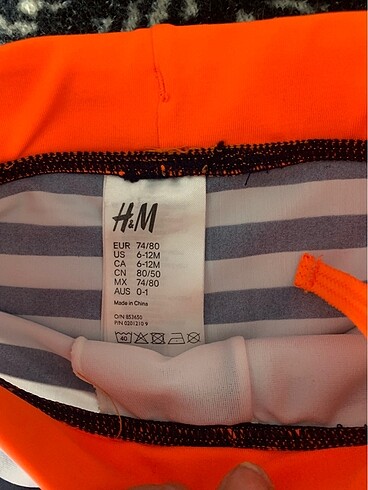 H&M
EUR 74/80
US 6-12M
CA 6-12M
CN 80/50
MX 74/80
AUS 0-1
Made in China
O/N 853650
P/N 0201210 9
40